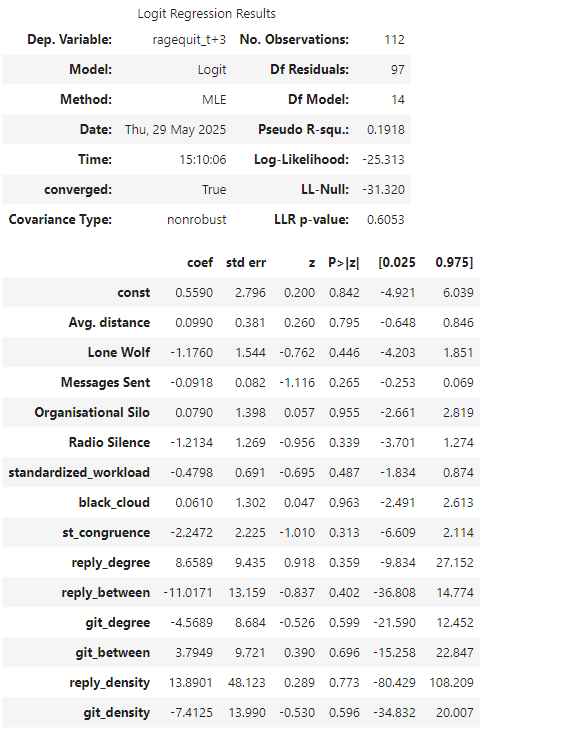 Logit Regression Results
Dep. Variable: ragequit_t+3 No. Observations: 112
Model: Logit Df Residuals: 97
Method: MLE Df Model: 14
Date: Thu, 29 May 2025 Pseudo R-squ.: 0.1918
Time: 15:10:06 Log-Likelihood: -25.313
converged: True LL-Null: -31.320
Covariance Type: nonrobust LLR p-value: 0.6053
coef std err z P>|z| [0.025 0.975]
const 0.5590 2.796 0.200 0.842 -4.921 6.039
Avg. distance 0.0990 0.381 0.260 0.795 -0.648 0.846
Lone Wolf -1.1760 1.544 -0.762 0.446 -4.203 1.851
Messages Sent -0.0918 0.082 -1.116 0.265 -0.253 0.069
Organisational Silo 0.0790 1.398 0.057 0.955 -2.661 2.819
Radio Silence -1.2134 1.269 -0.956 0.339 -3.701 1.274
standardized_workload -0.4798 0.691 -0.695 0.487 -1.834 0.874
black_cloud 0.0610 1.302 0.047 0.963 -2.491 2.613
st_congruence -2.2472 2.225 -1.010 0.313 -6.609 2.114
reply_degree 8.6589 9.435 0.918 0.359 -9.834 27.152
reply_between -11.0171 13.159 -0.837 0.402 -36.808 14.774
git_degree -4.5689 8.684 -0.526 0.599 -21.590 12.452
git_between 3.7949 9.721 0.390 0.696 -15.258 22.847
reply_density 13.8901 48.123 0.289 0.773 -80.429 108.209
git_density -7.4125 13.990 -0.530 0.596 -34.832 20.007